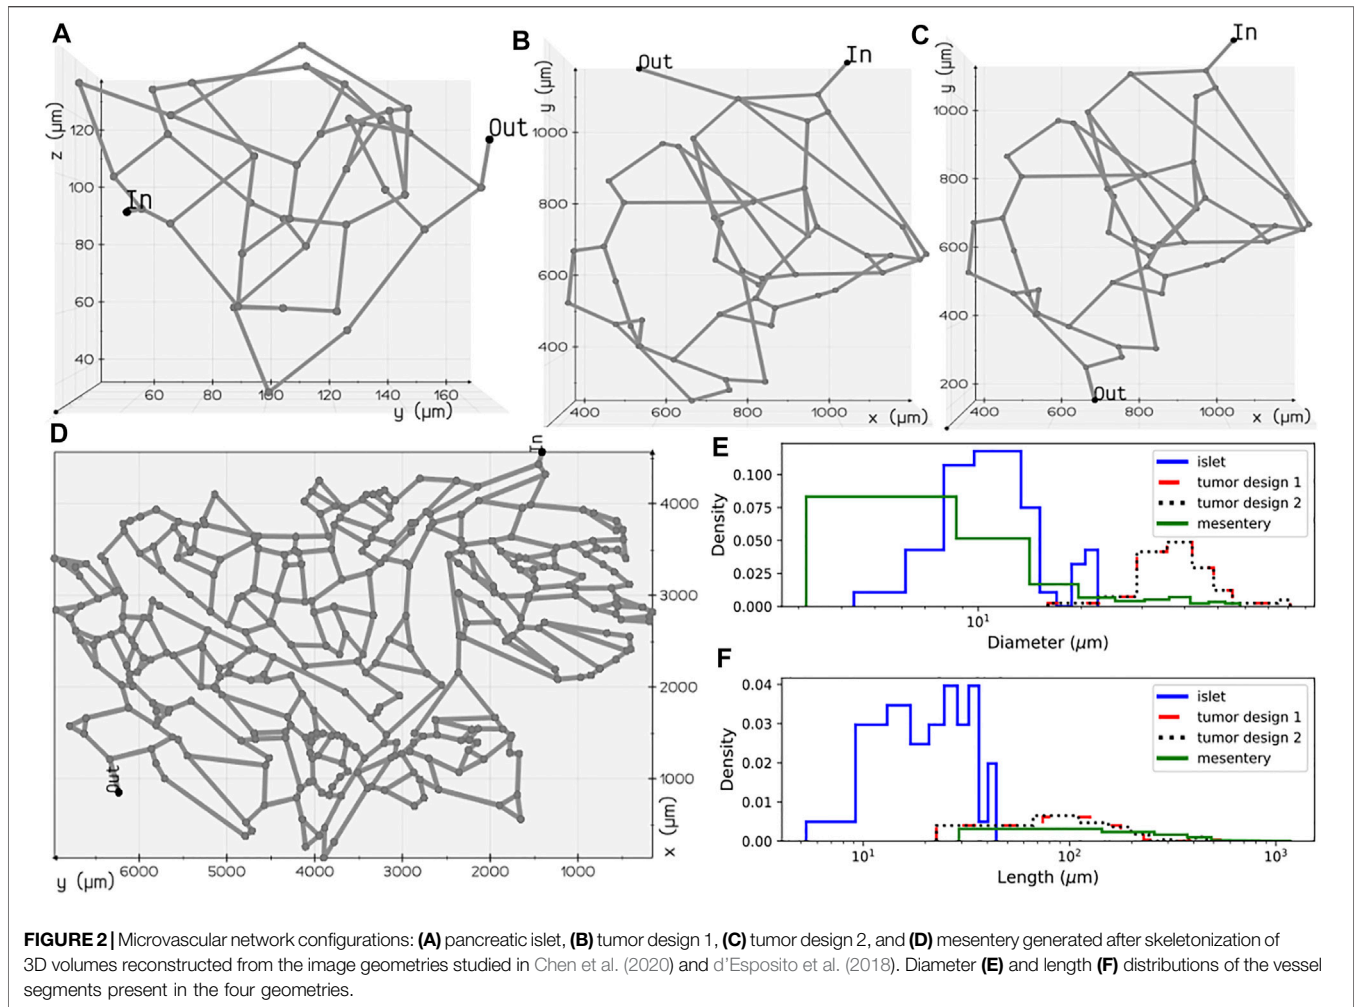 A
z (µm)
120
100
80
60
40
60
80
100
120
140
160
y (µm)
In
Out
B
y (µm)
1000
800
600
400
400
600
800
1000
x (µm)
Out
In
C
y (µm)
1000
800
600
400
200
400
600
800
1000
x (µm)
In
Out
D
In
Out
4000
3000
2000
1000
x (µm)
y (µm)
6000
5000
4000
3000
2000
1000
E
Density
0.100
0.075
0.050
0.025
0.000
10¹
Diameter (µm)
islet
tumor design 1
tumor design 2
mesentery
F
Density
0.04
0.03
0.02
0.01
0.00
10¹
10²
10³
Length (µm)
islet
tumor design 1
tumor design 2
mesentery
FIGURE 2 | Microvascular network configurations: (A) pancreatic islet, (B) tumor design 1, (C) tumor design 2, and (D) mesentery generated after skeletonization of
3D volumes reconstructed from the image geometries studied in Chen et al. (2020) and d'Esposito et al. (2018). Diameter (E) and length (F) distributions of the vessel
segments present in the four geometries.